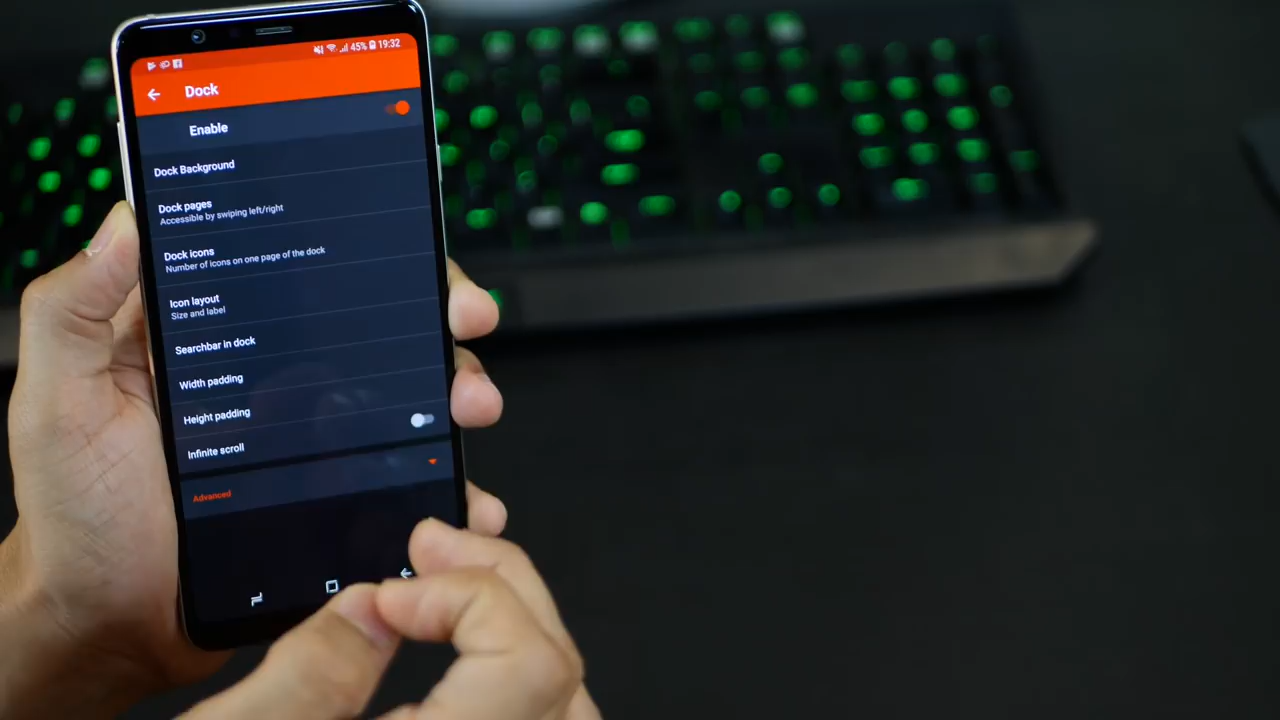 45% 19:32
Dock
Enable
Dock Background
Dock pages
Accessible by swiping left/right
Dock icons
Number of icons on one page of the dock
Icon layout
Size and label
Searchbar in dock
Width padding
Height padding
Infinite scroll
Advanced